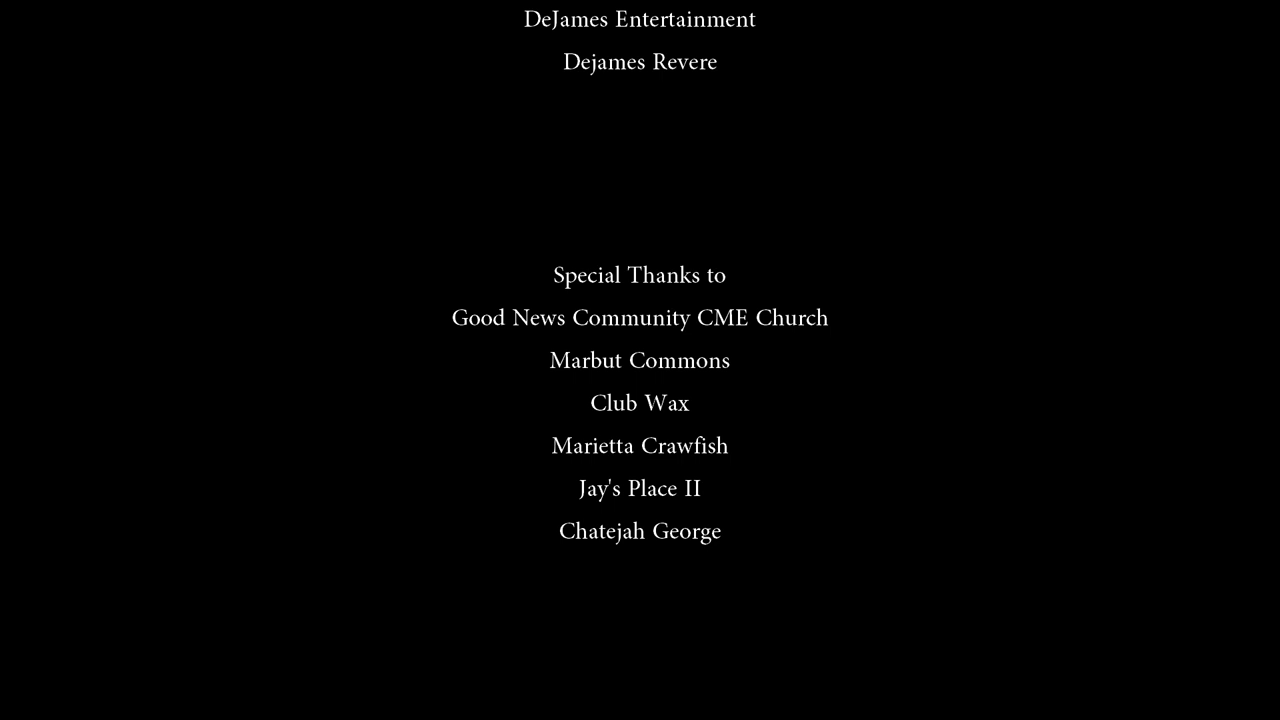 DeJames Entertainment
Dejames Revere
Special Thanks to
Good News Community CME Church
Marbut Commons
Club Wax
Marietta Crawfish
Jay's Place II
Chatejah George